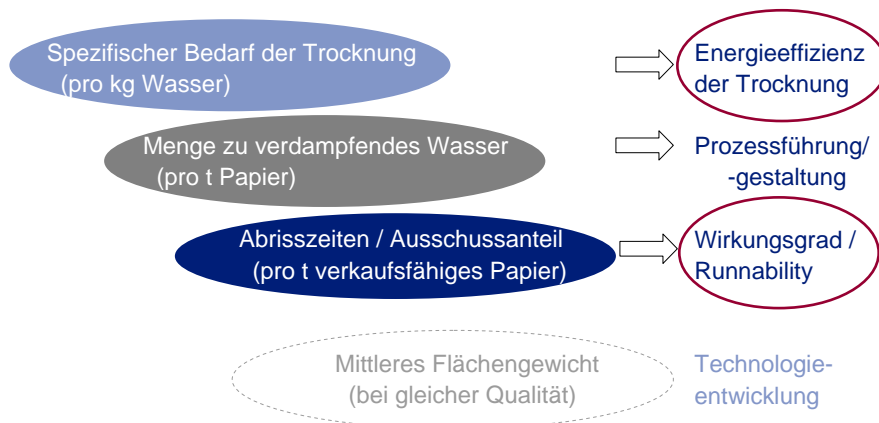 Spezifischer Bedarf der Trocknung
(pro kg Wasser)
Energieeffizienz
der Trocknung
Menge zu verdampfendes Wasser
(pro t Papier)
Prozessführung/
-gestaltung
Abrisszeiten / Ausschussanteil
(pro t verkaufsfähiges Papier)
Wirkungsgrad /
Runnability
Mittleres Flächengewicht
(bei gleicher Qualität)
Technologie-
entwicklung